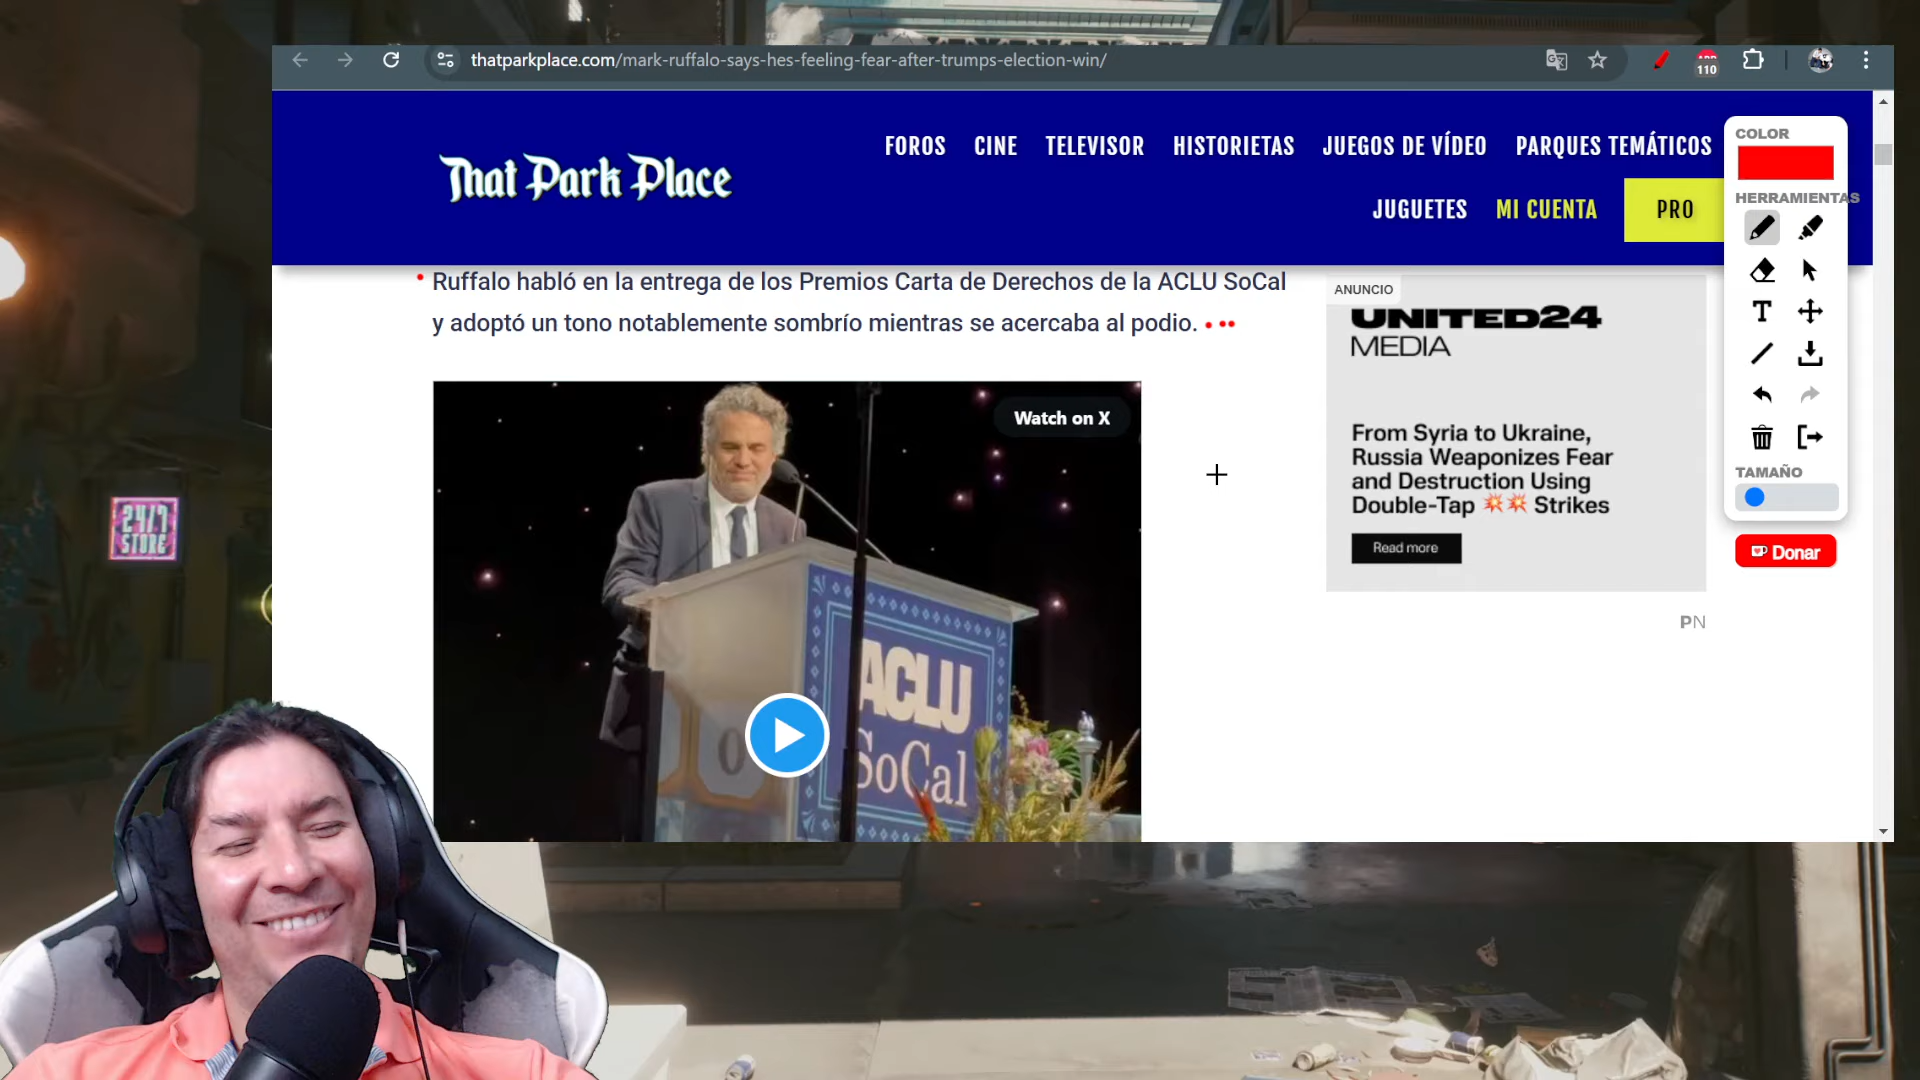 thatparkplace.com/mark-ruffalo-says-hes-feeling-fear-after-trumps-election-win/
110
That Park Place
FOROS CINE TELEVISOR HISTORIETAS JUEGOS DE VÍDEO PARQUES TEMÁTICOS
JUGUETES MI CUENTA PRO
Ruffalo habló en la entrega de los Premios Carta de Derechos de la ACLU SoCal
y adoptó un tono notablemente sombrío mientras se acercaba al podio.
Watch on X
ACLU
SoCal
ANUNCIO
UNITED24
MEDIA
From Syria to Ukraine,
Russia Weaponizes Fear
and Destruction Using
Double-Tap 💥💥 Strikes
Read more
PN
COLOR
HERRAMIENTAS
T
TAMAÑO
Donar
24/7
STORE